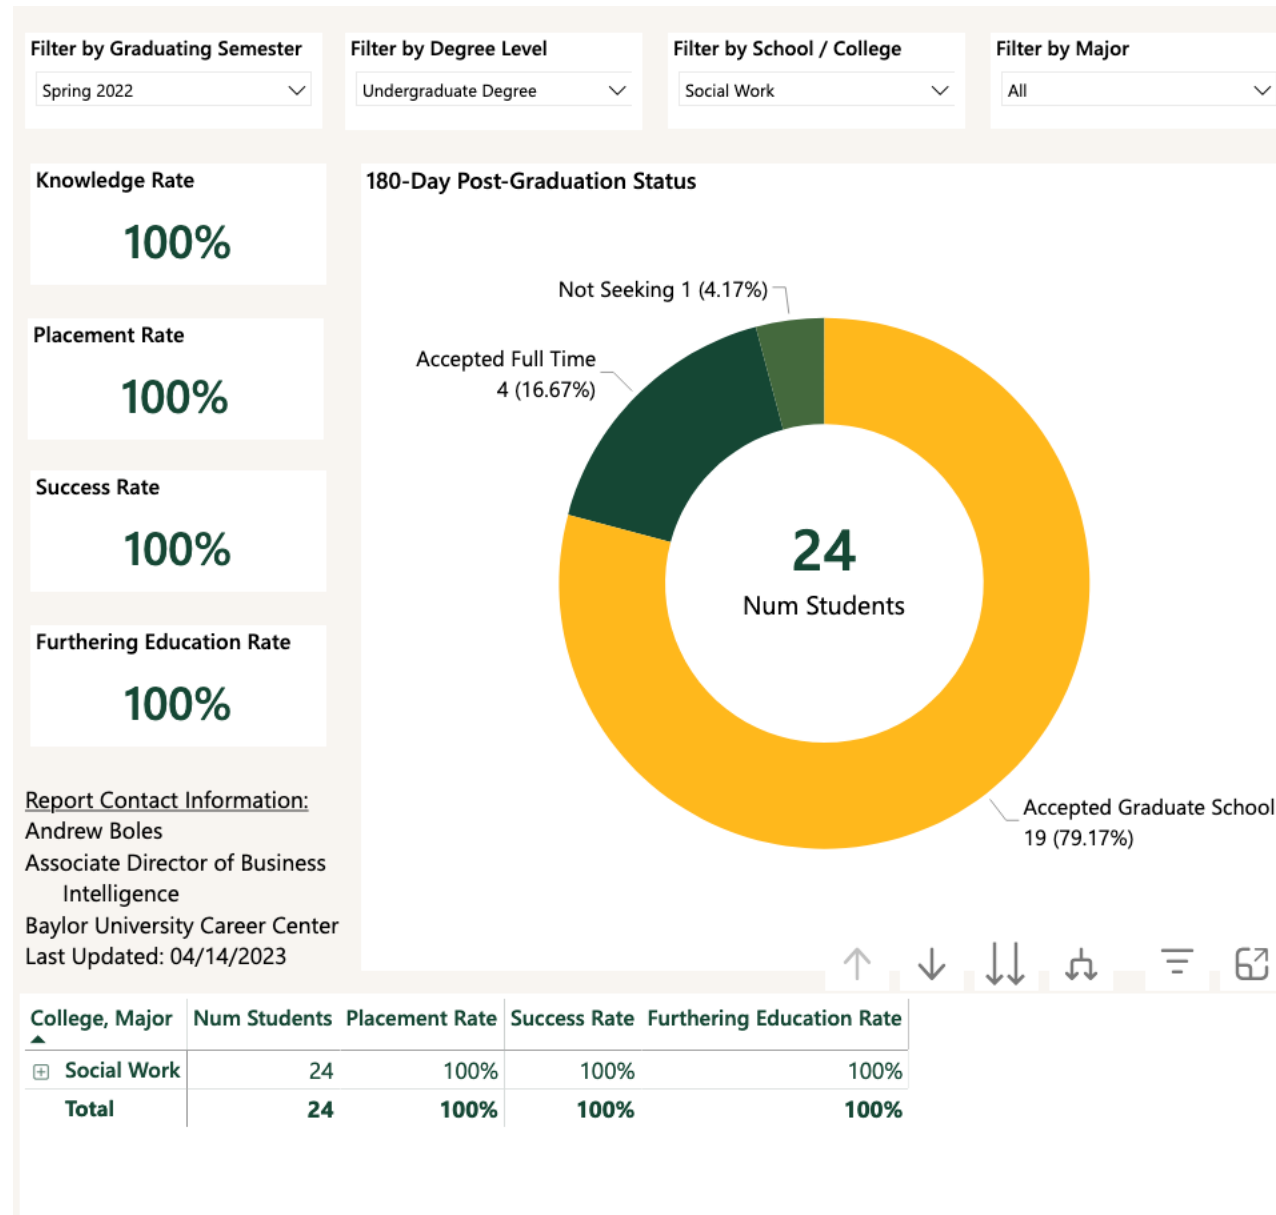 Filter by Graduating Semester
Spring 2022
Filter by Degree Level
Undergraduate Degree
Filter by School / College
Social Work
Filter by Major
All
Knowledge Rate
100%
Placement Rate
100%
Success Rate
100%
Furthering Education Rate
100%
Report Contact Information:
Andrew Boles
Associate Director of Business
Intelligence
Baylor University Career Center
Last Updated: 04/14/2023
180-Day Post-Graduation Status
Not Seeking 1 (4.17%)
Accepted Full Time
4 (16.67%)
24
Num Students
Accepted Graduate School
19 (79.17%)
College, Major Num Students Placement Rate Success Rate Furthering Education Rate
Social Work 24 100% 100% 100%
Total 24 100% 100% 100%